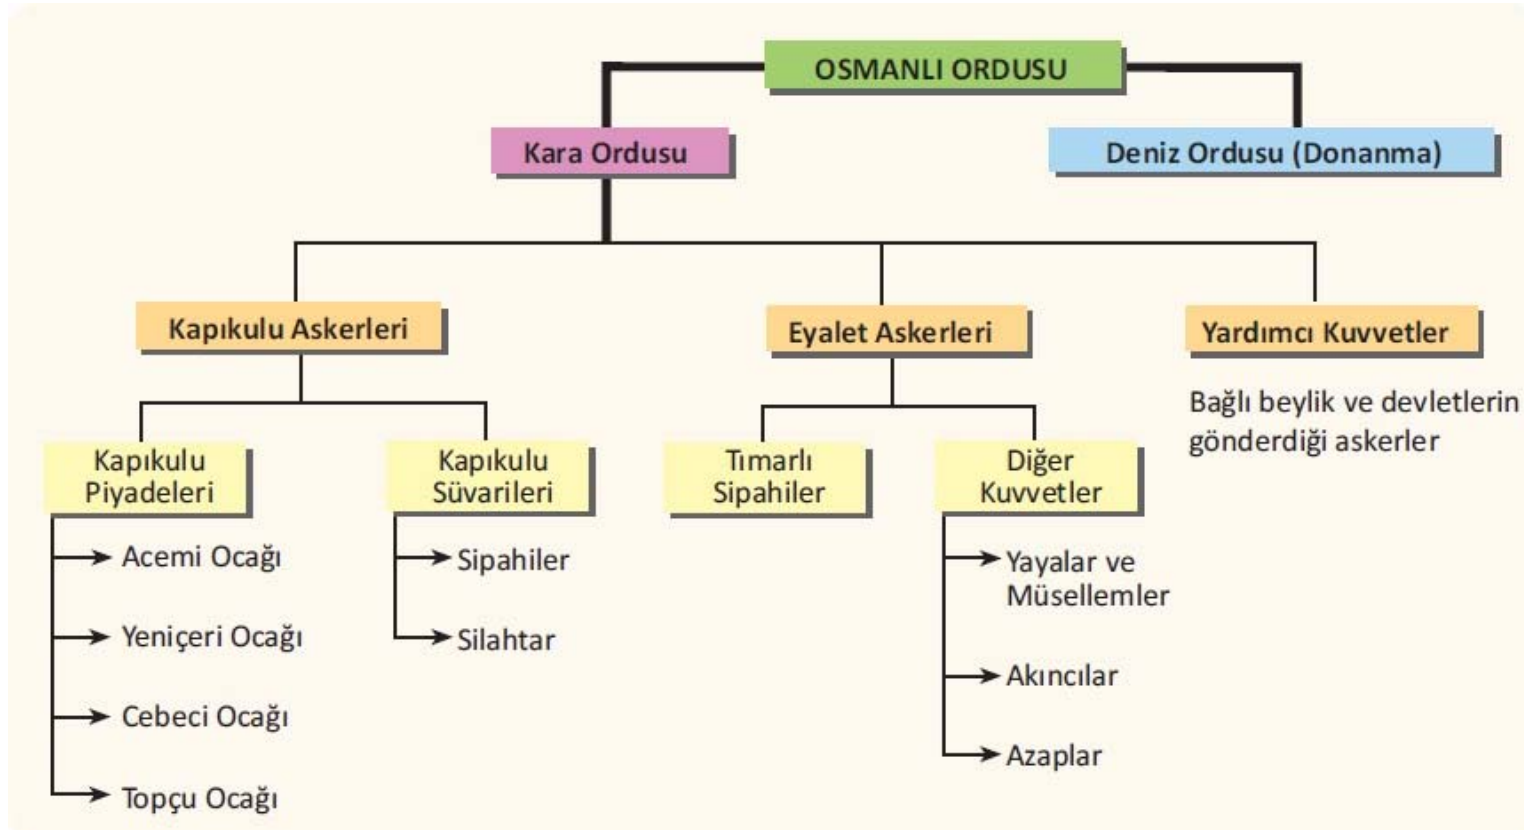 OSMANLI ORDUSU
Kara Ordusu
Deniz Ordusu (Donanma)
Kapıkulu Askerleri
Eyalet Askerleri
Yardımcı Kuvvetler
Bağlı beylik ve devletlerin
gönderdiği askerler
Kapıkulu
Piyadeleri
Kapıkulu
Süvarileri
Tımarlı
Sipahiler
Diğer
Kuvvetler
Acemi Ocağı
Yeniçeri Ocağı
Cebeci Ocağı
Topçu Ocağı
Sipahiler
Silahtar
Yayalar ve
Müsellemler
Akıncılar
Azaplar